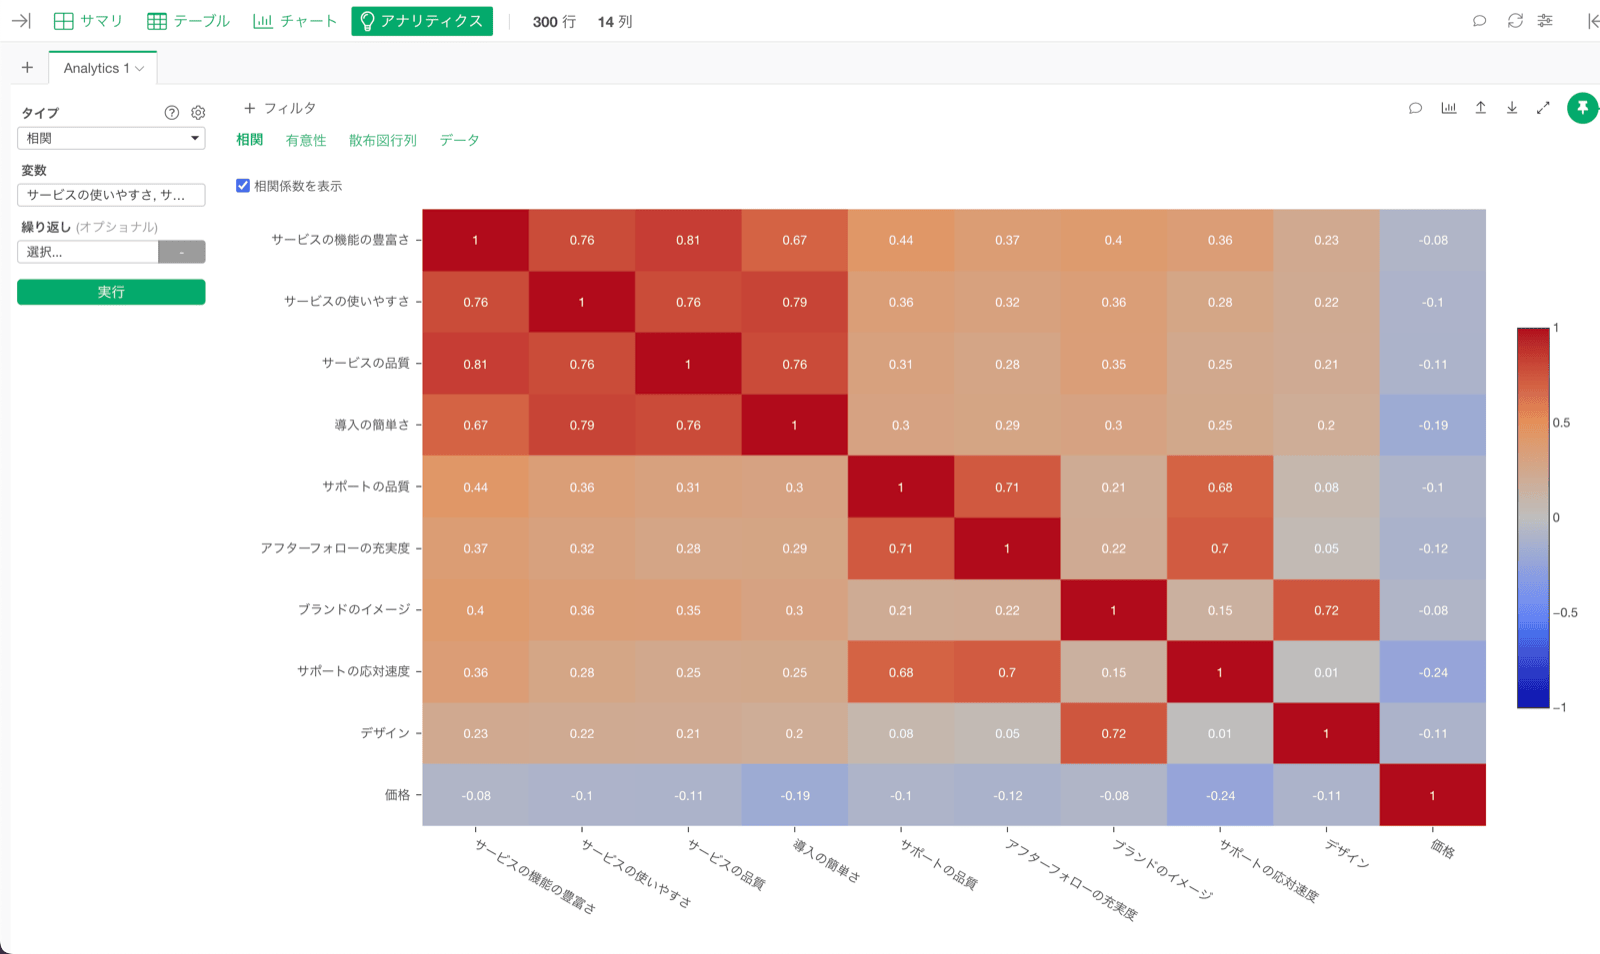 サマリ テーブル チャート アナリティクス 300 行 14 列
+ Analytics 1
タイプ
相関
変数
サービスの使いやすさ, サ...
繰り返し (オプショナル)
選択... -
実行
+ フィルタ
相関 有意性 散布図行列 データ
相関係数を表示
サービスの機能の豊富さ 1 0.76 0.81 0.67 0.44 0.37 0.4 0.36 0.23 -0.08
サービスの使いやすさ 0.76 1 0.76 0.79 0.36 0.32 0.36 0.28 0.22 -0.1
サービスの品質 0.81 0.76 1 0.76 0.31 0.28 0.35 0.25 0.21 -0.11
導入の簡単さ 0.67 0.79 0.76 1 0.3 0.29 0.3 0.25 0.2 -0.19
サポートの品質 0.44 0.36 0.31 0.3 1 0.71 0.21 0.68 0.08 -0.1
アフターフォローの充実度 0.37 0.32 0.28 0.29 0.71 1 0.22 0.7 0.05 -0.12
ブランドのイメージ 0.4 0.36 0.35 0.3 0.21 0.22 1 0.15 0.72 -0.08
サポートの応対速度 0.36 0.28 0.25 0.25 0.68 0.7 0.15 1 0.01 -0.24
デザイン 0.23 0.22 0.21 0.2 0.08 0.05 0.72 0.01 1 -0.11
価格 -0.08 -0.1 -0.11 -0.19 -0.1 -0.12 -0.08 -0.24 -0.11 1
サービスの機能の豊富さ
サービスの使いやすさ
サービスの品質
導入の簡単さ
サポートの品質
アフターフォローの充実度
ブランドのイメージ
サポートの応対速度
デザイン
価格
1
0.5
0
−0.5
−1